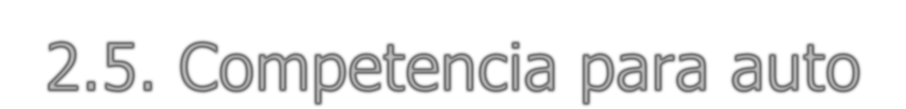 2.5. Competencia para auto